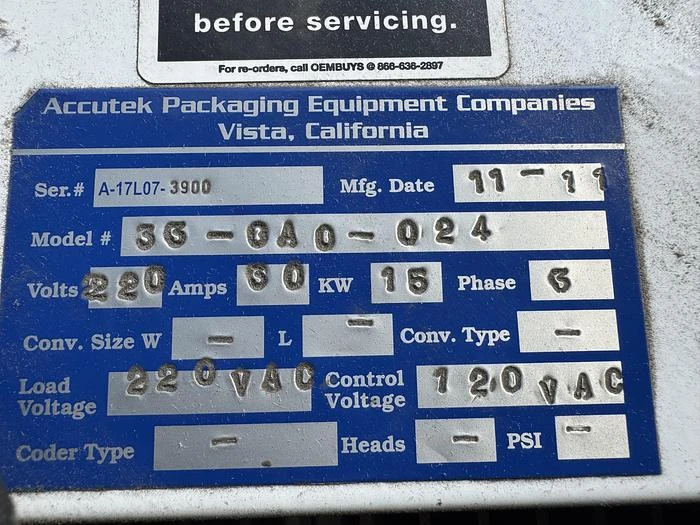 before servicing.
For re-orders, call OEMBUYS @ 866-636-2897
Accutek Packaging Equipment Companies
Vista, California
Ser.# A-17L07-3900 Mfg. Date 11-11
Model # 33-0A0-024
Volts 220 Amps 30 KW 15 Phase 3
Conv. Size W - L - Conv. Type -
Load Voltage 220 VAC Control Voltage 120 VAC
Coder Type - Heads - PSI -